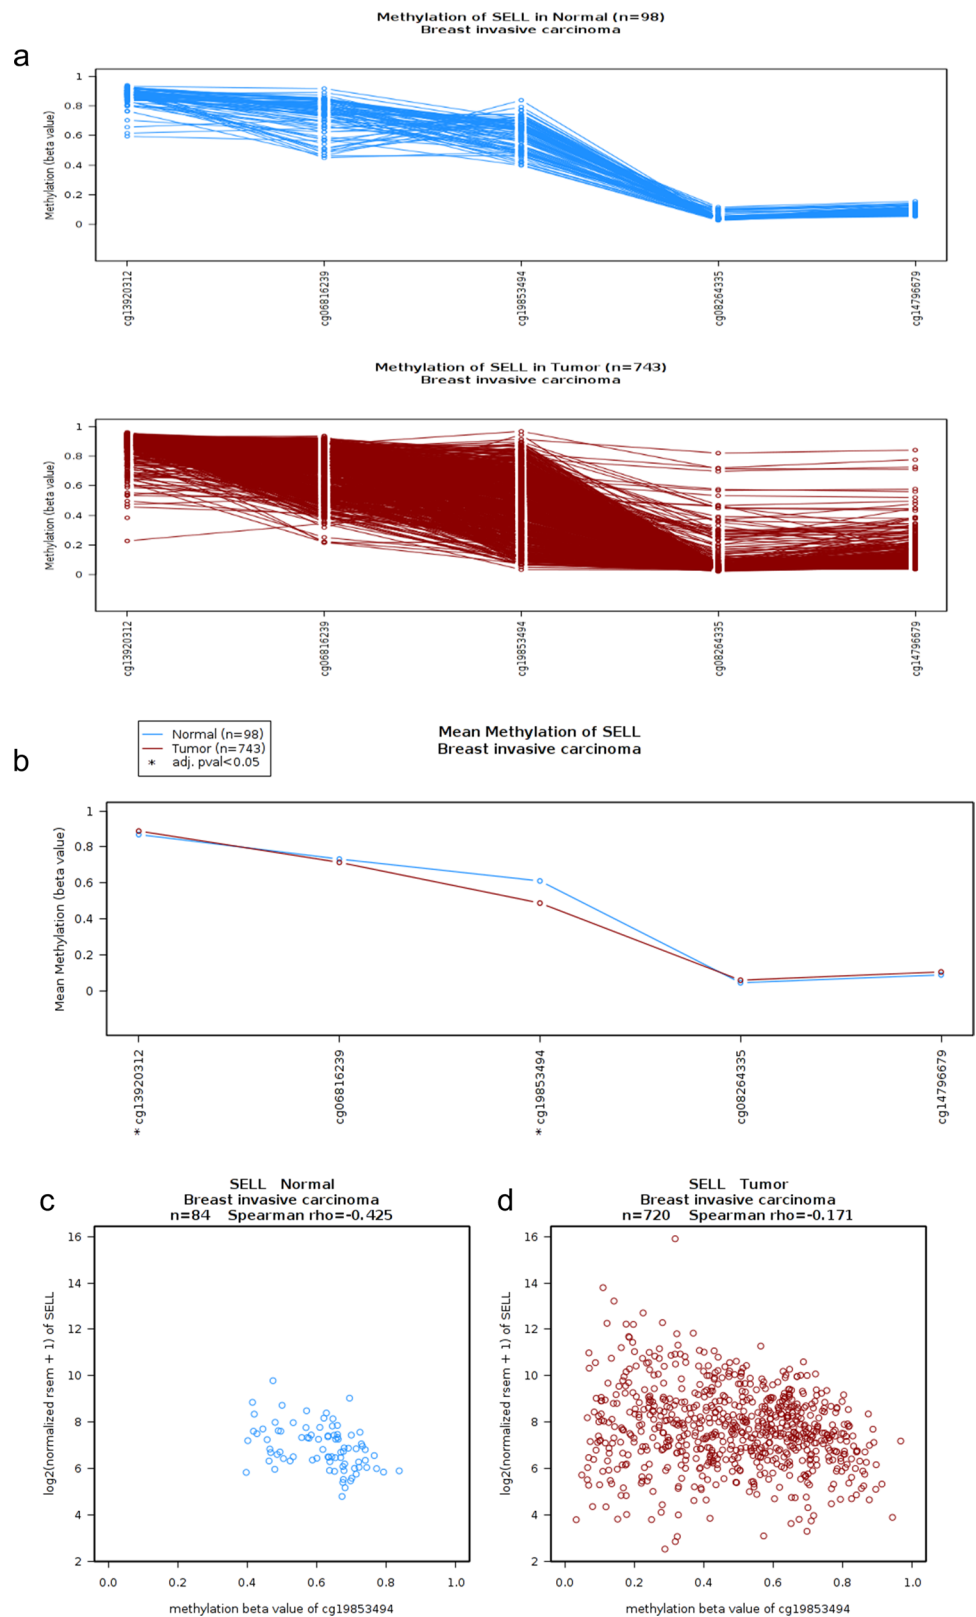 Methylation of SELL in Normal (n=98)
Breast invasive carcinoma
a
Methylation (beta value)
1
0.8
0.6
0.4
0.2
0
cg13920312
cg06816239
cg19853494
cg08264335
cg14796679
Methylation of SELL in Tumor (n=743)
Breast invasive carcinoma
Methylation (beta value)
1
0.8
0.6
0.4
0.2
0
cg13920312
cg06816239
cg19853494
cg08264335
cg14796679
b
Normal (n=98)
Tumor (n=743)
* adj. pval<0.05
Mean Methylation of SELL
Breast invasive carcinoma
Mean Methylation (beta value)
1
0.8
0.6
0.4
0.2
0
* cg13920312
cg06816239
* cg19853494
cg08264335
cg14796679
c
SELL Normal
Breast invasive carcinoma
n=84 Spearman rho=-0.425
log2(normalized rsem + 1) of SELL
16
14
12
10
8
6
4
2
0.0 0.2 0.4 0.6 0.8 1.0
methylation beta value of cg19853494
d
SELL Tumor
Breast invasive carcinoma
n=720 Spearman rho=-0.171
log2(normalized rsem + 1) of SELL
16
14
12
10
8
6
4
2
0.0 0.2 0.4 0.6 0.8 1.0
methylation beta value of cg19853494